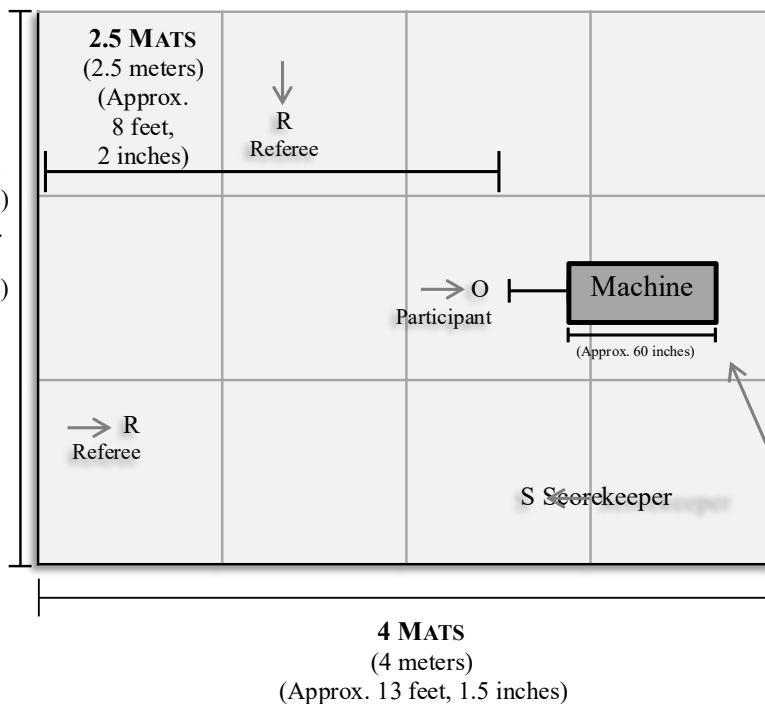 2.5 MATS
(2.5 meters)
(Approx.
8 feet,
2 inches)
R
Referee
)
.
)
O
Participant
Machine
(Approx. 60 inches)
R
Referee
S Scorekeeper
4 MATS
(4 meters)
(Approx. 13 feet, 1.5 inches)